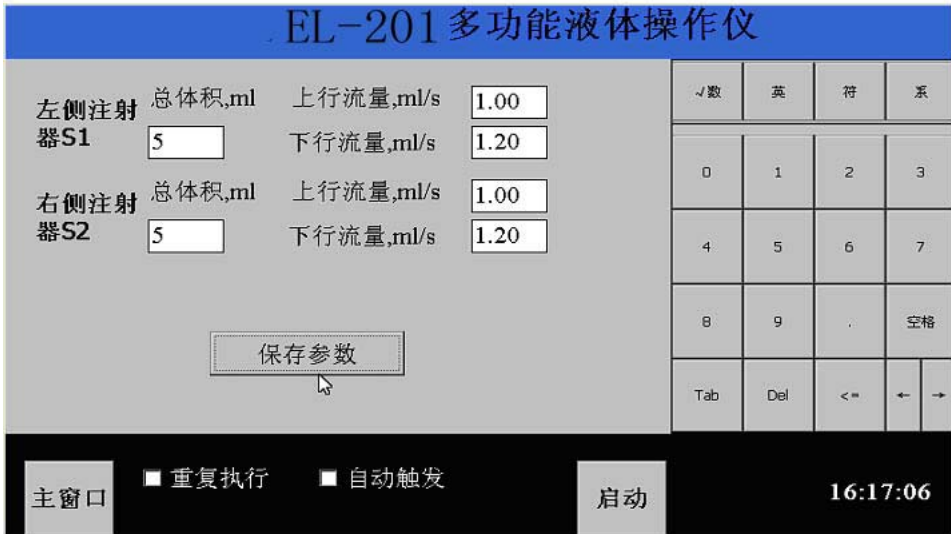 EL-201多功能液体操作仪
左侧注射器S1
总体积,ml
5
上行流量,ml/s
1.00
下行流量,ml/s
1.20
右侧注射器S2
总体积,ml
5
上行流量,ml/s
1.00
下行流量,ml/s
1.20
保存参数
√数 英 符 系
0 1 2 3
4 5 6 7
8 9 . 空格
Tab Del <= ← →
主窗口
重复执行
自动触发
启动
16:17:06